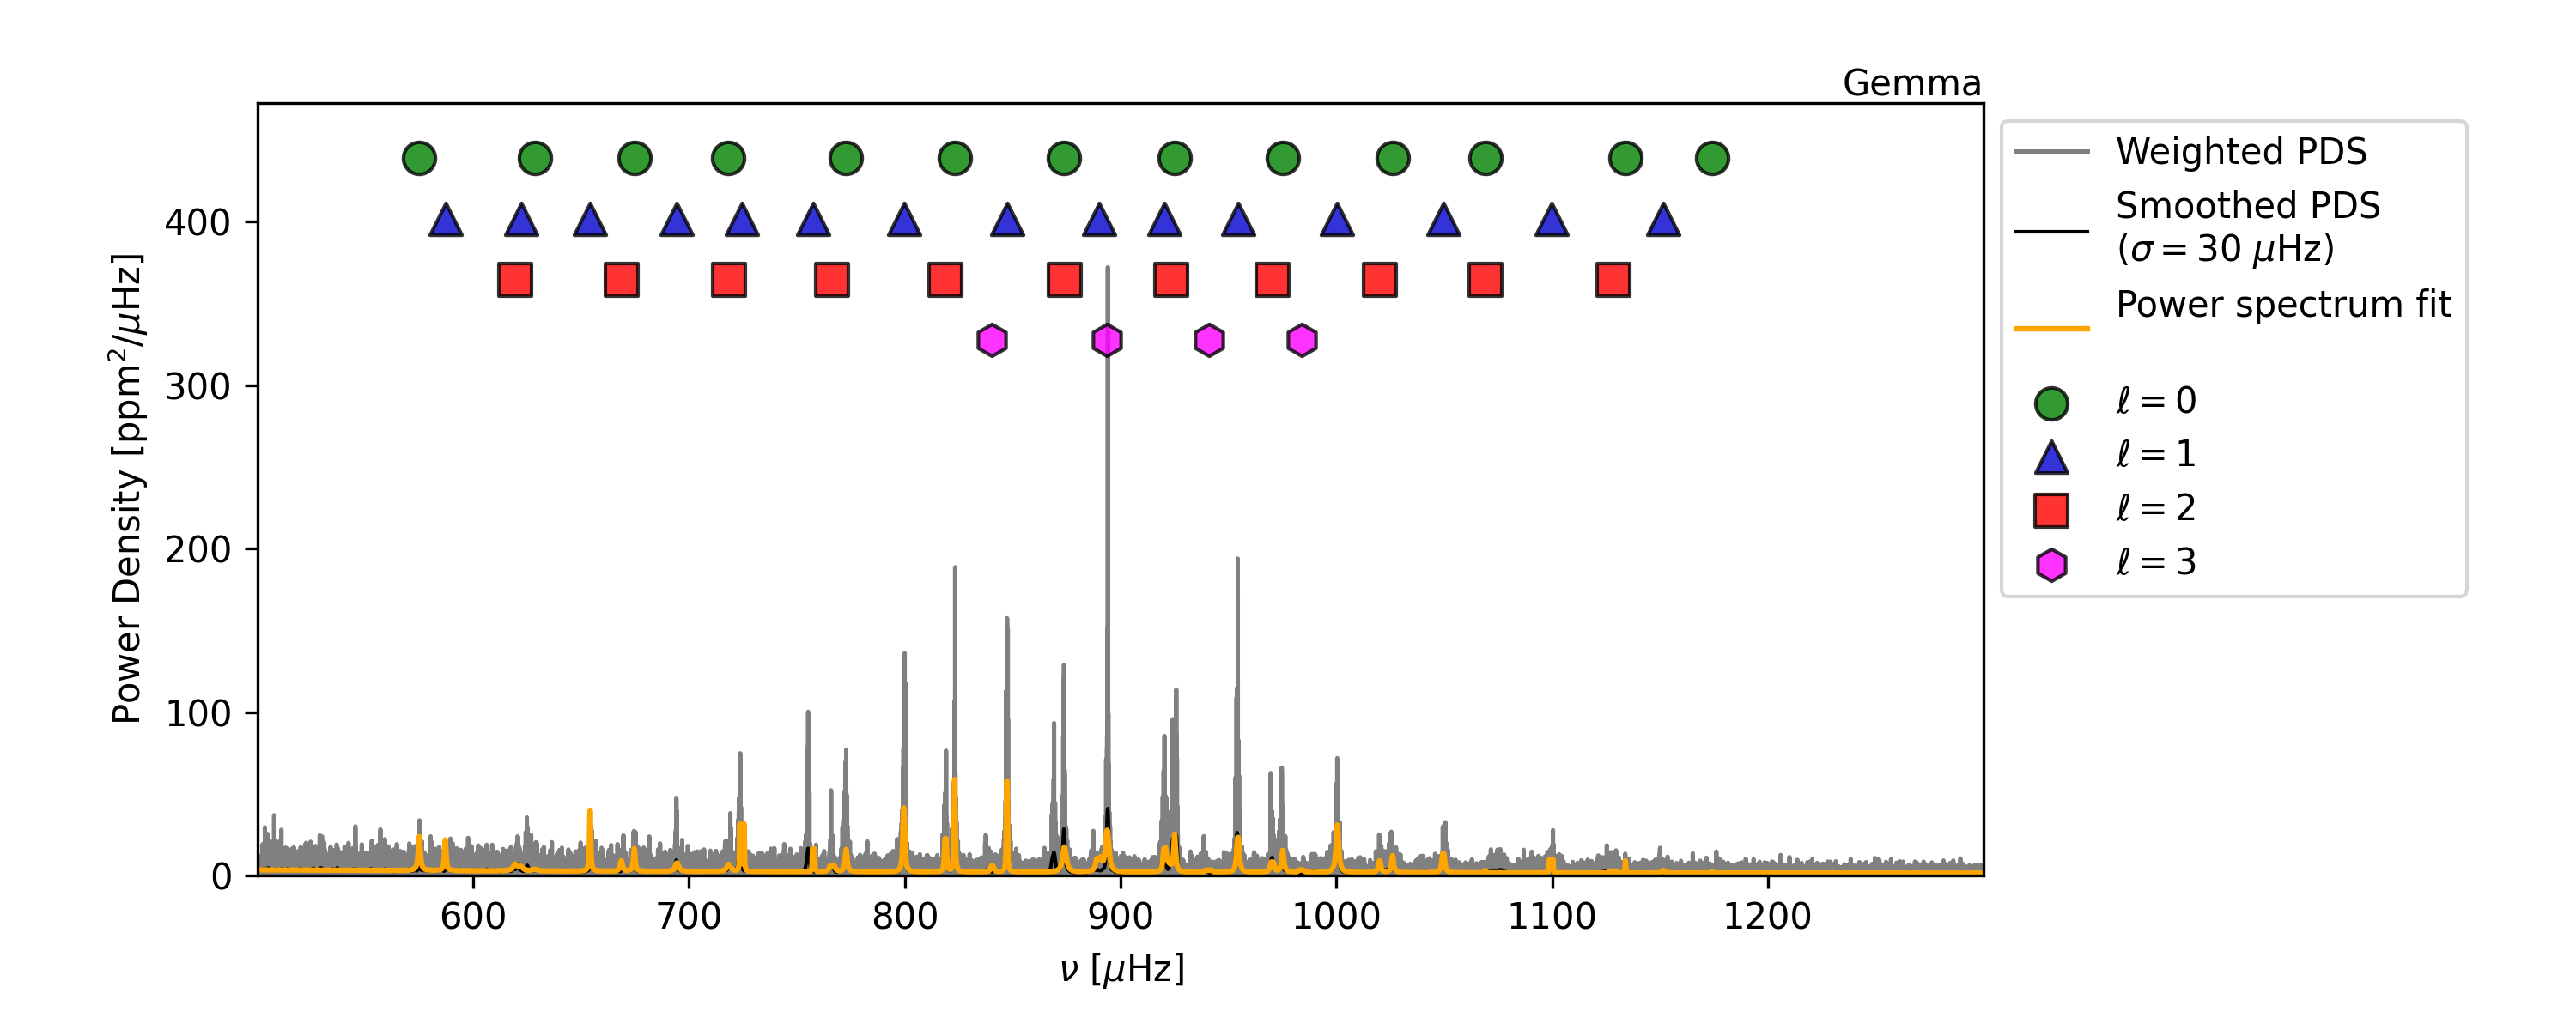 Gemma
Power Density [ppm²/μHz]
400
300
200
100
0
600 700 800 900 1000 1100 1200
ν [μHz]
Weighted PDS
Smoothed PDS
(σ = 30 μHz)
Power spectrum fit
ℓ = 0
ℓ = 1
ℓ = 2
ℓ = 3